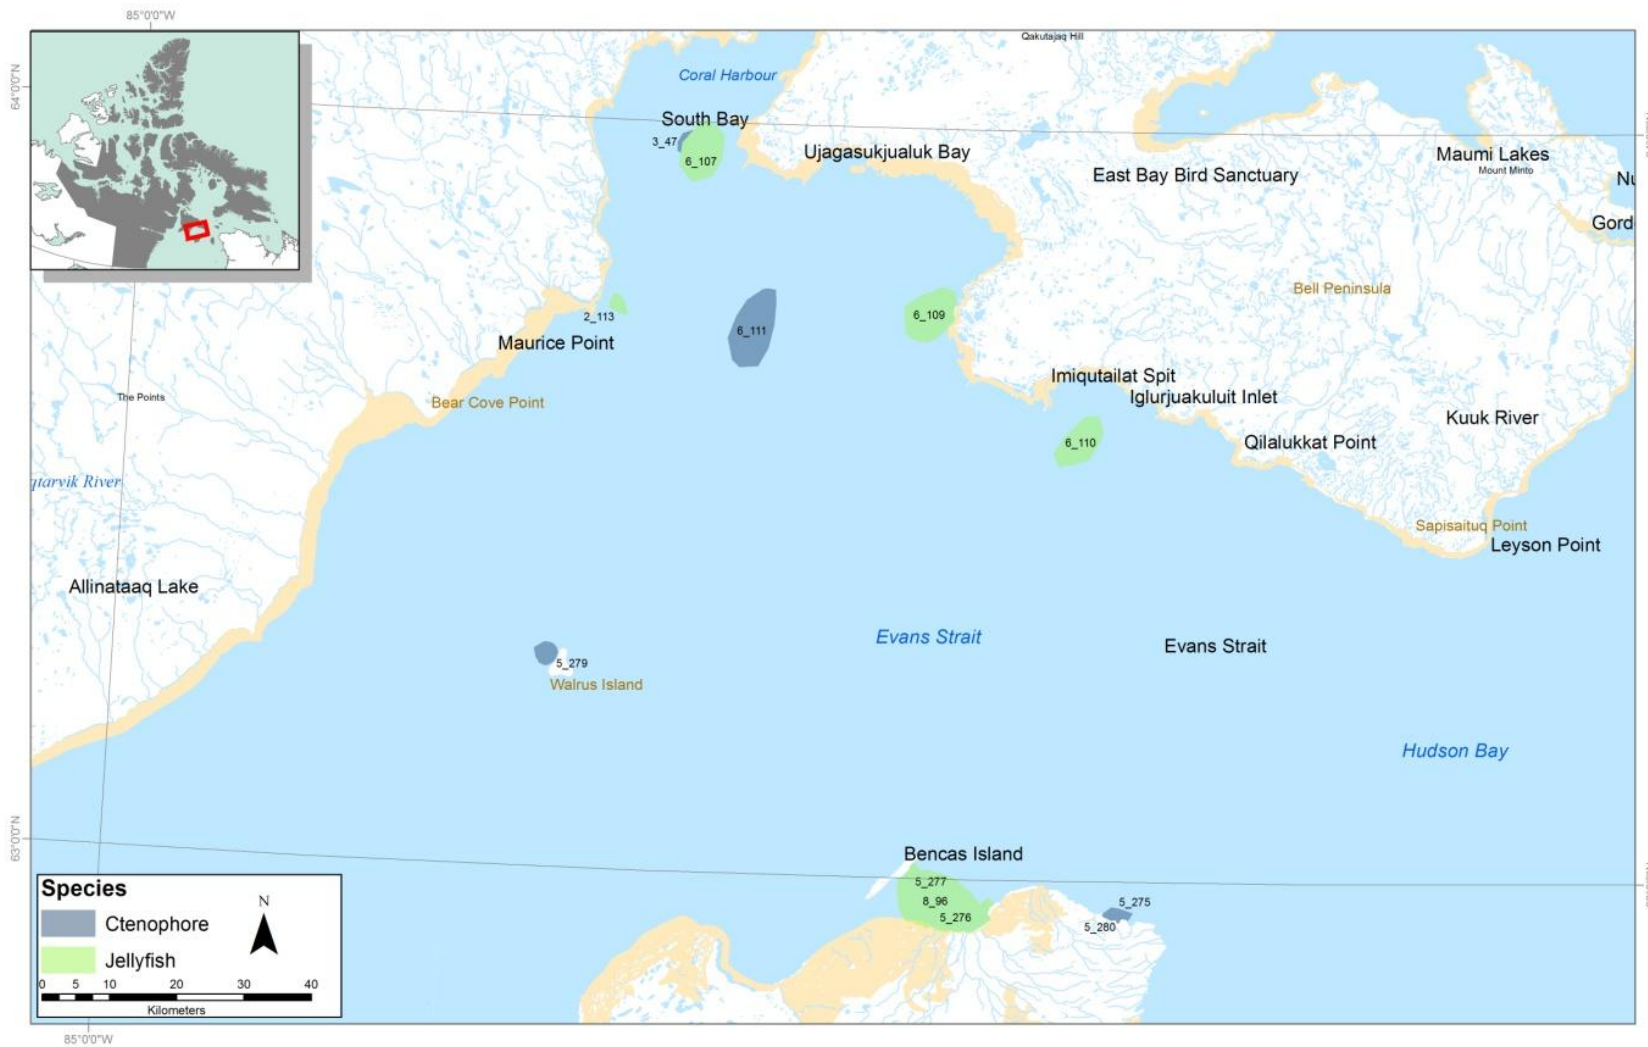 85°0'0"W
64°0'0"N
Qakutajaq Hill
Coral Harbour
South Bay
3_47
6_107
Ujagasukjualuk Bay
East Bay Bird Sanctuary
Maumi Lakes
Mount Minto
Nu
Gord
Bell Peninsula
2_113
6_111
6_109
Maurice Point
Imiqutailat Spit
Iglurjuakuluit Inlet
The Points
Bear Cove Point
Kuuk River
6_110
Qilalukkat Point
qtarvik River
Sapisaituq Point
Leyson Point
Allinataaq Lake
Evans Strait
Evans Strait
5_279
Walrus Island
Hudson Bay
63°0'0"N
Bencas Island
5_277
8_96
5_276
5_275
5_280
Species
Ctenophore
Jellyfish
N
0 5 10 20 30 40
Kilometers
85°0'0"W